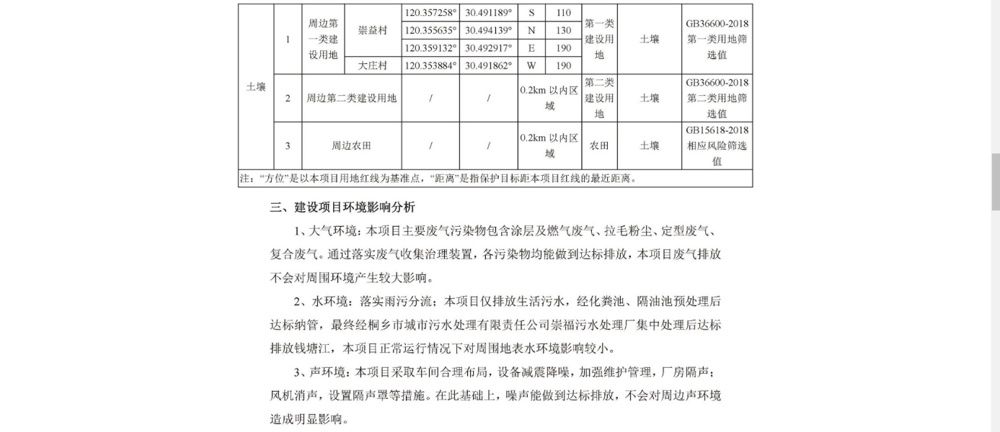 土壤 1 周边第一类建设用地 崇益村 120.357258° 30.491189° S 110 第一类建设用地 土壤 GB36600-2018第一类用地筛选值
120.355635° 30.494139° N 130
120.359132° 30.492917° E 190
大庄村 120.353884° 30.491862° W 190
2 周边第二类建设用地 / / 0.2km 以内区域 第二类建设用地 土壤 GB36600-2018第二类用地筛选值
3 周边农田 / / 0.2km 以内区域 农田 土壤 GB15618-2018相应风险筛选值
注：“方位”是以本项目用地红线为基准点，“距离”是指保护目标距本项目红线的最近距离。
三、建设项目环境影响分析
1、大气环境：本项目主要废气污染物包含涂层及燃气废气、拉毛粉尘、定型废气、
复合废气。通过落实废气收集治理装置，各污染物均能做到达标排放，本项目废气排放
不会对周围环境产生较大影响。
2、水环境：落实雨污分流；本项目仅排放生活污水，经化粪池、隔油池预处理后
达标纳管，最终经桐乡市城市污水处理有限责任公司崇福污水处理厂集中处理后达标
排放钱塘江，本项目正常运行情况下对周围地表水环境影响较小。
3、声环境：本项目采取车间合理布局，设备减震降噪，加强维护管理，厂房隔声；
风机消声，设置隔声罩等措施。在此基础上，噪声能做到达标排放，不会对周边声环境
造成明显影响。